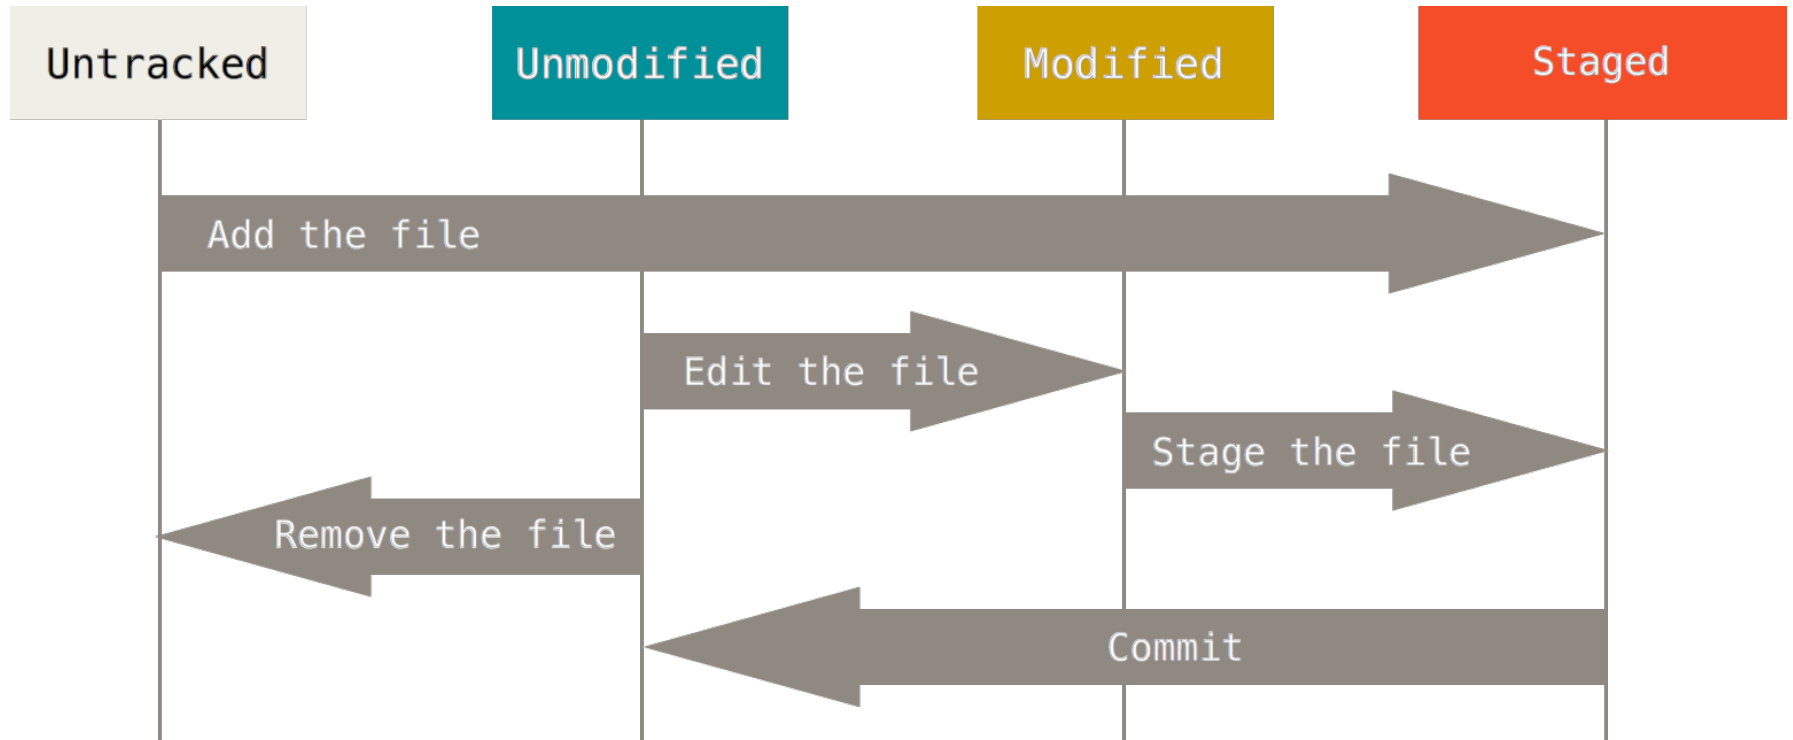 Untracked
Unmodified
Modified
Staged
Add the file
Edit the file
Stage the file
Remove the file
Commit